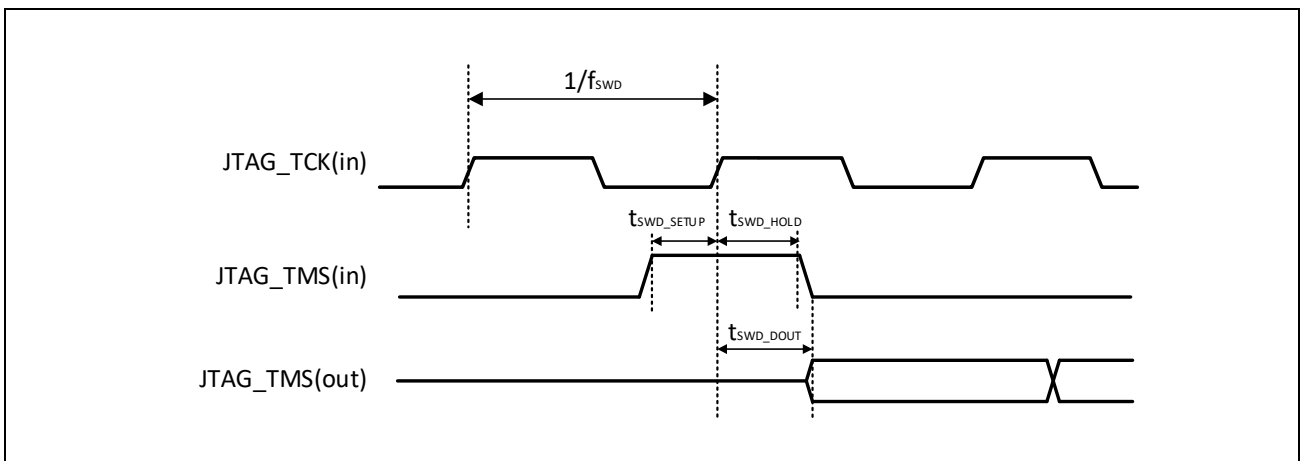 1/fSWD
JTAG_TCK(in)
tSWD_SETUP tSWD_HOLD
JTAG_TMS(in)
tSWD_DOUT
JTAG_TMS(out)